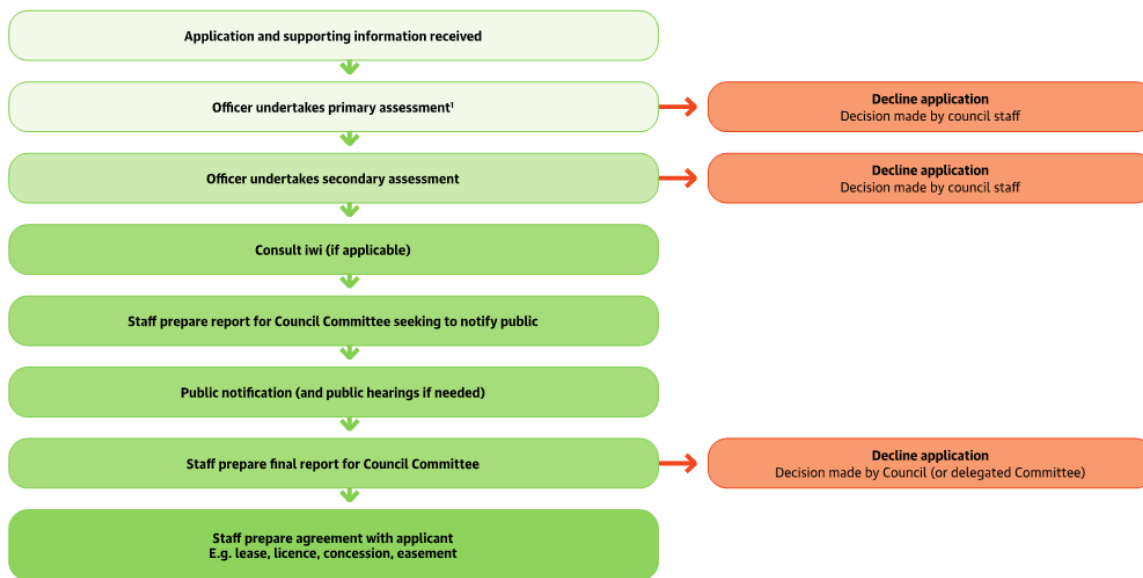 Application and supporting information received
Officer undertakes primary assessment¹
Decline application
Decision made by council staff
Officer undertakes secondary assessment
Decline application
Decision made by council staff
Consult iwi (if applicable)
Staff prepare report for Council Committee seeking to notify public
Public notification (and public hearings if needed)
Staff prepare final report for Council Committee
Decline application
Decision made by Council (or delegated Committee)
Staff prepare agreement with applicant
E.g. lease, licence, concession, easement